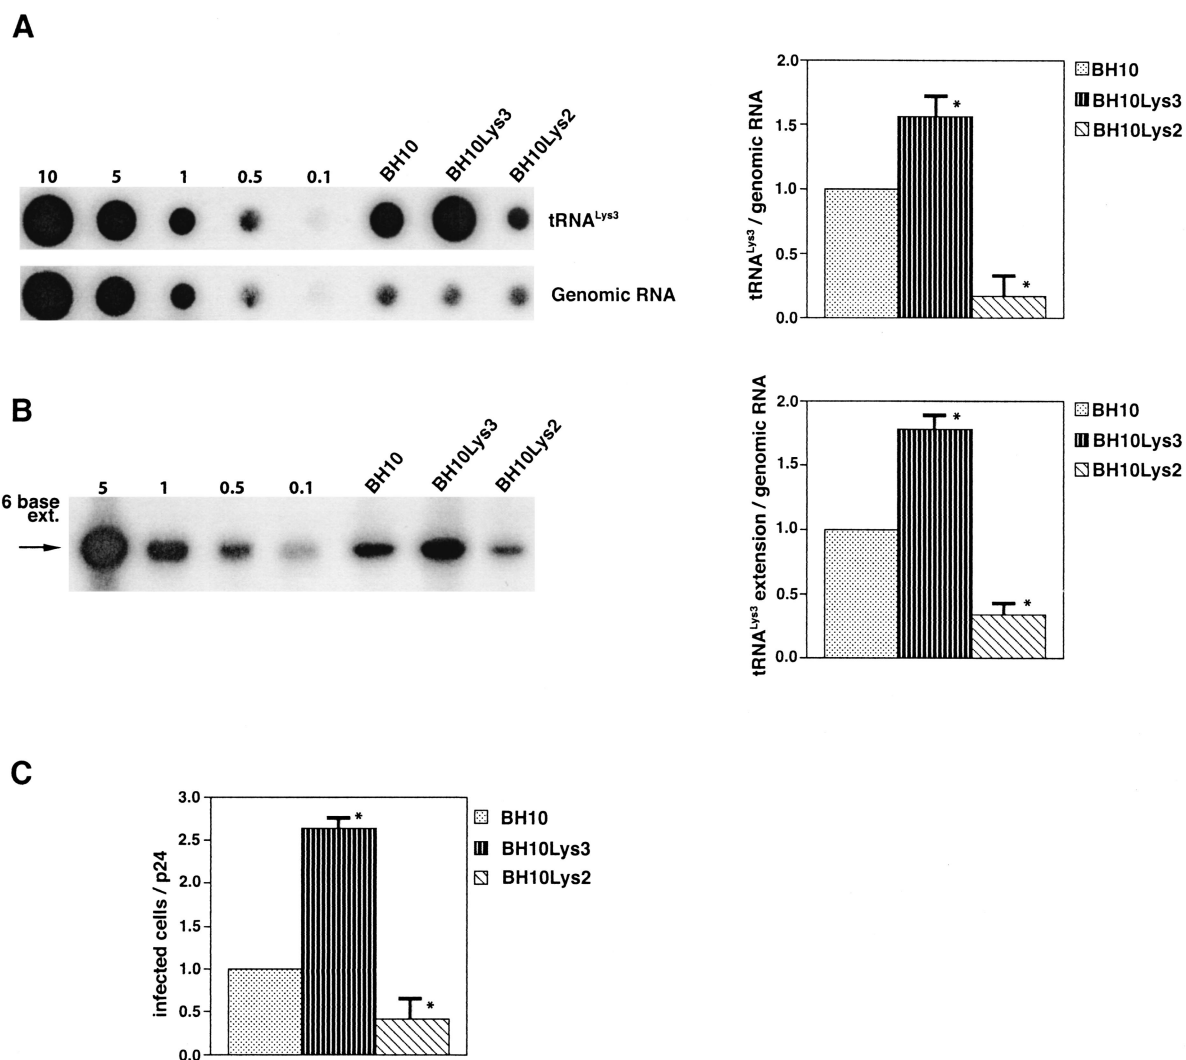 A
10 5 1 0.5 0.1 BH10 BH10Lys3 BH10Lys2
tRNALys3
Genomic RNA
2.0
1.5
1.0
0.5
0.0
tRNALys3 / genomic RNA
*
*
BH10
BH10Lys3
BH10Lys2
B
5 1 0.5 0.1 BH10 BH10Lys3 BH10Lys2
6 base
ext.
2.0
1.5
1.0
0.5
0.0
tRNALys3 extension / genomic RNA
*
*
BH10
BH10Lys3
BH10Lys2
C
3.0
2.5
2.0
1.5
1.0
0.5
0.0
infected cells / p24
*
*
BH10
BH10Lys3
BH10Lys2